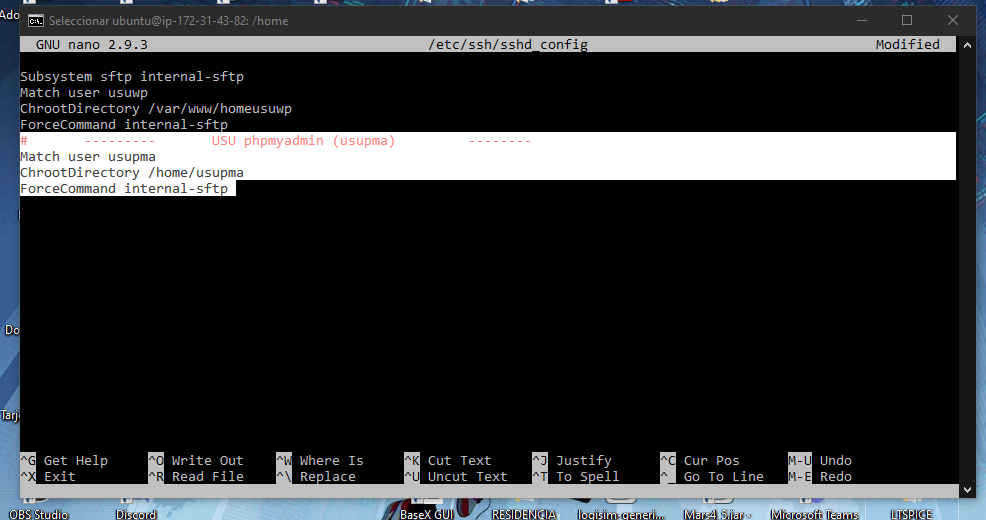 Ado
Seleccionar ubuntu@ip-172-31-43-82: /home
GNU nano 2.9.3 /etc/ssh/sshd_config Modified
Subsystem sftp internal-sftp
Match user usuwp
ChrootDirectory /var/www/homeusuwp
ForceCommand internal-sftp
# --------- USU phpmyadmin (usupma) --------
Match user usupma
ChrootDirectory /home/usupma
ForceCommand internal-sftp
Do
Tarj
^G Get Help ^O Write Out ^W Where Is ^K Cut Text ^J Justify ^C Cur Pos M-U Undo
^X Exit ^R Read File ^\ Replace ^U Uncut Text ^T To Spell ^_ Go To Line M-E Redo
OBS Studio Discord BaseX GUI RESIDENCIA logisim-generi... Mars4_5.jar - Microsoft Teams LTSPICE